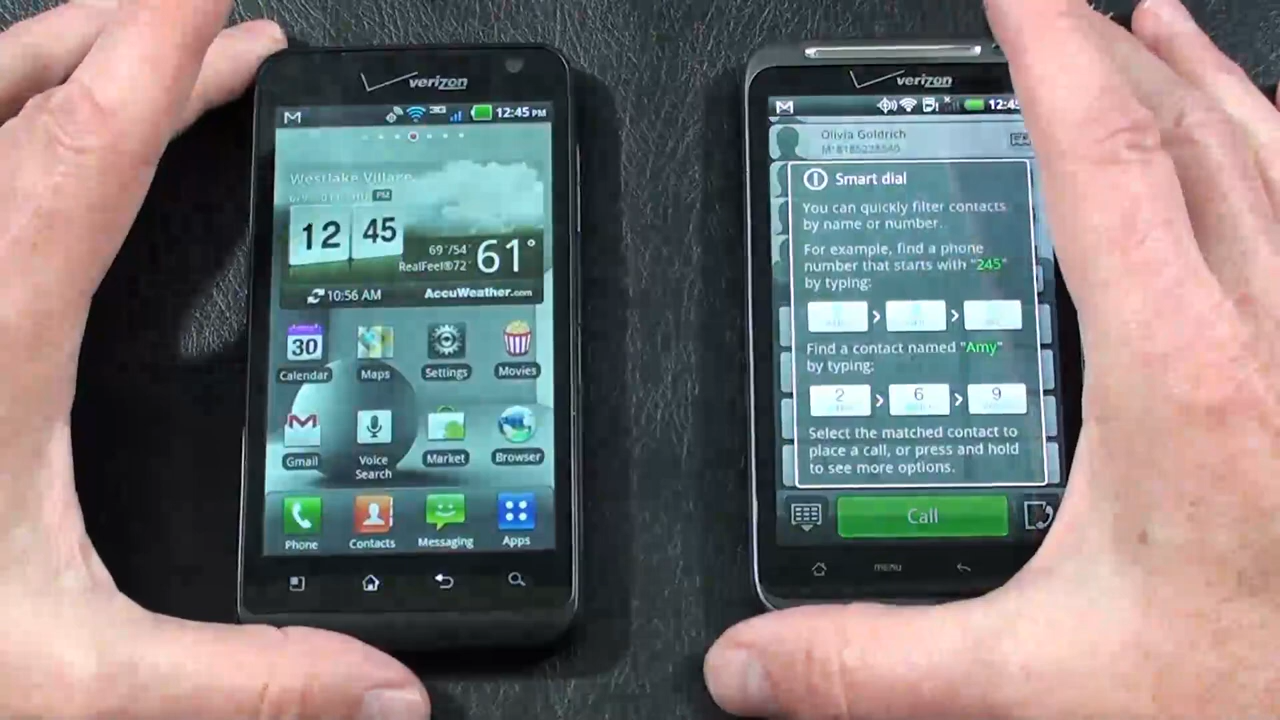 verizon
3G 12:45 PM
Westlake Village
PM
12 45
69°/54°
RealFeel®72°
61°
10:56 AM AccuWeather.com
30
Calendar Maps Settings Movies
Gmail Voice Search Market Browser
Phone Contacts Messaging Apps
verizon
12:45
Olivia Goldrich
Smart dial
You can quickly filter contacts
by name or number.
For example, find a phone
number that starts with "245"
by typing:
Find a contact named "Amy"
by typing:
2 > 6 > 9
Select the matched contact to
place a call, or press and hold
to see more options.
Call
menu